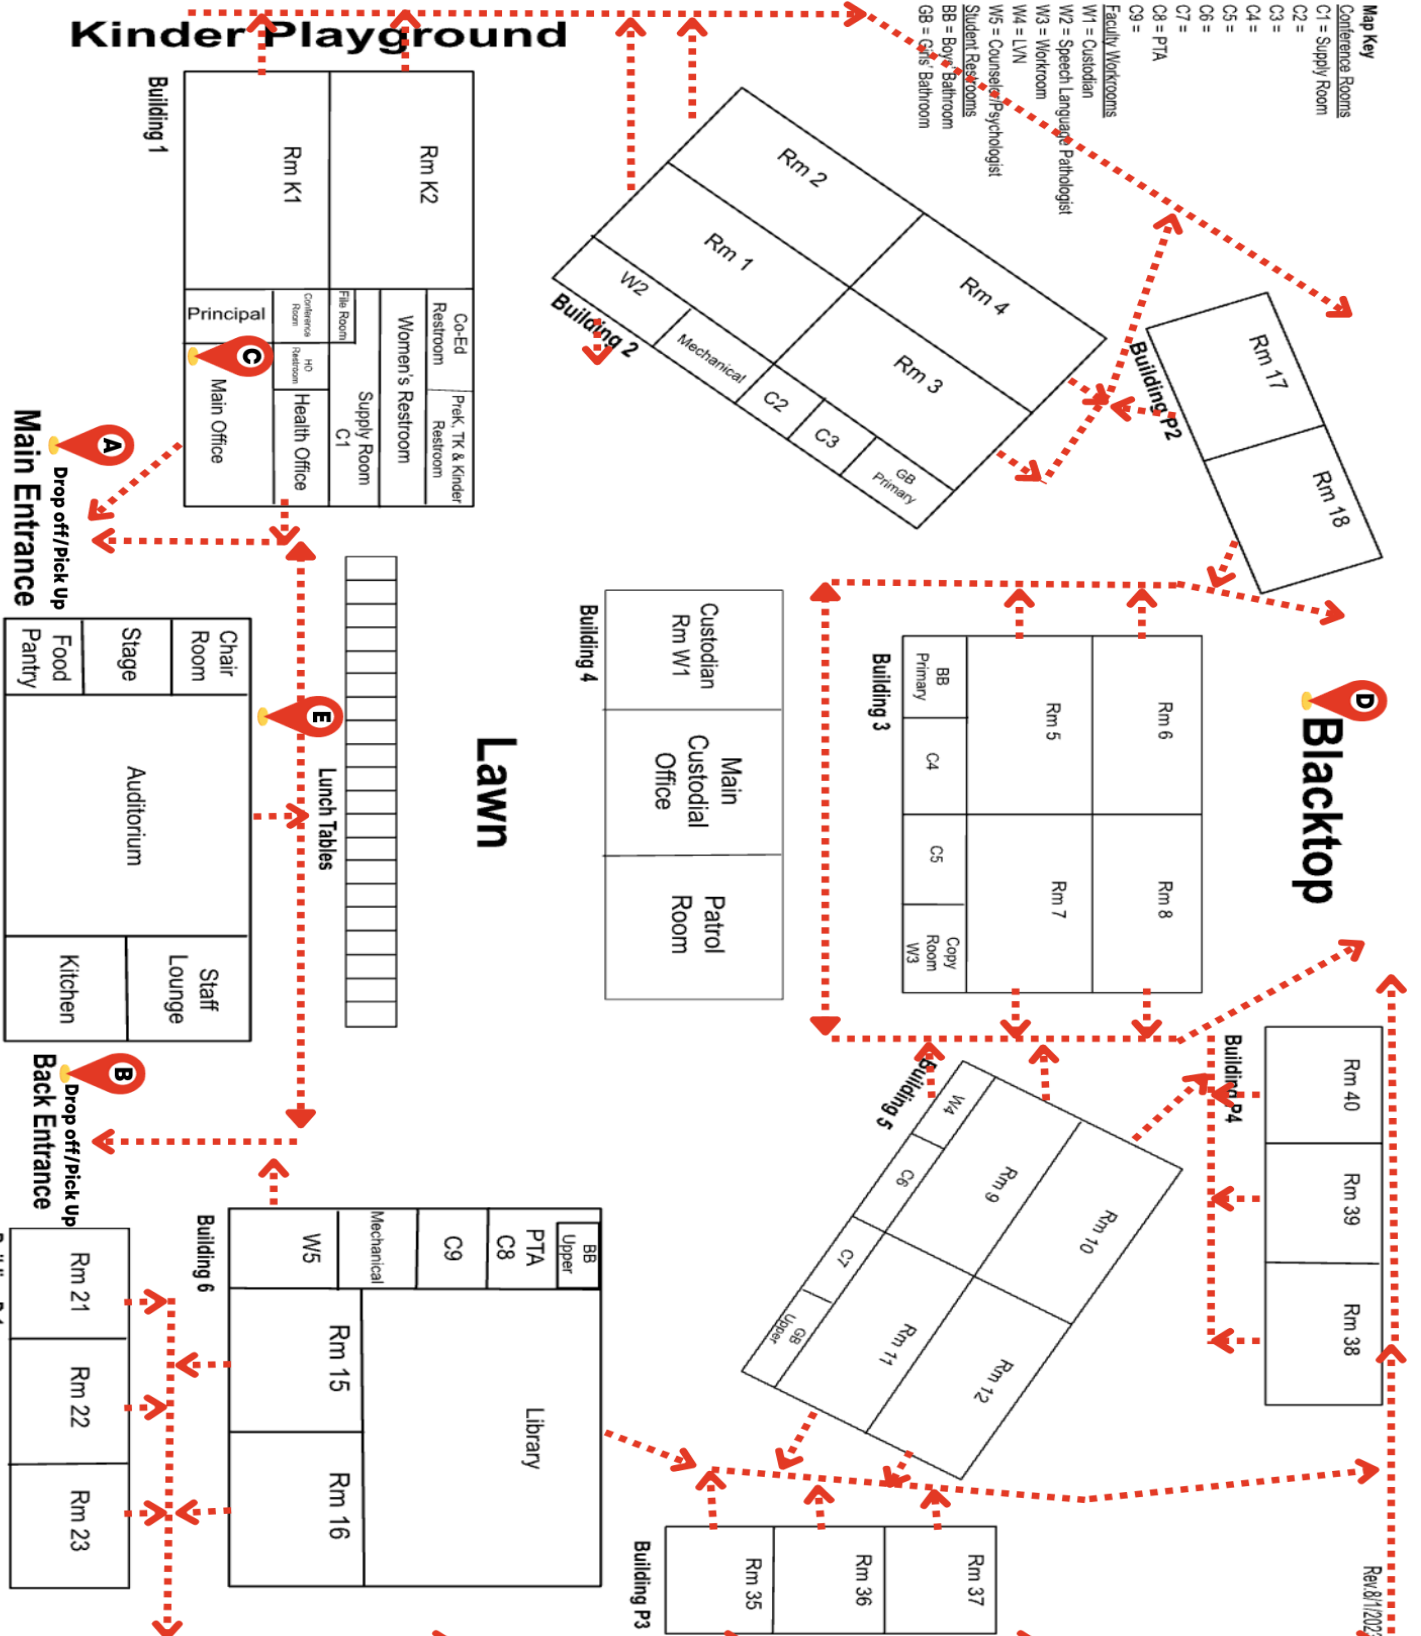 Map Key
Conference Rooms
C1 = Supply Room
C2 =
C3 =
C4 =
C5 =
C6 =
C7 =
C8 = PTA
C9 =
Faculty Workrooms
W1 = Custodian
W2 = Speech Language Pathologist
W3 = Workroom
W4 = LVN
W5 = Counselor/Psychologist
Student Restrooms
BB = Boys' Bathroom
GB = Girls' Bathroom
Kinder Playground
Building 1
Rm K1
Rm K2
Principal
Conference
Room
File Room
HO
Restroom
Main Office
Health Office
Supply Room
C1
Women's Restroom
Co-Ed
Restroom
PreK, TK & Kinder
Restroom
C
A
Drop off/Pick Up
Main Entrance
Building 2
Rm 2
Rm 1
Rm 4
Rm 3
W2
Mechanical
C2
C3
GB
Primary
Building P2
Rm 17
Rm 18
D
Blacktop
Building 3
BB
Primary
C4
C5
Copy
Room
W3
Rm 5
Rm 6
Rm 7
Rm 8
Building 4
Custodian
Rm W1
Main
Custodial
Office
Patrol
Room
Lawn
Lunch Tables
E
Chair
Room
Stage
Food
Pantry
Auditorium
Staff
Lounge
Kitchen
B
Drop off/Pick Up
Back Entrance
Building P4
Rm 40
Rm 39
Rm 38
Building 5
W4
C6
C7
GB
Upper
Rm 9
Rm 10
Rm 11
Rm 12
Building 6
W5
Mechanical
C9
PTA
C8
BB
Upper
Rm 15
Rm 16
Library
Rm 21
Rm 22
Rm 23
Building P3
Rm 35
Rm 36
Rm 37